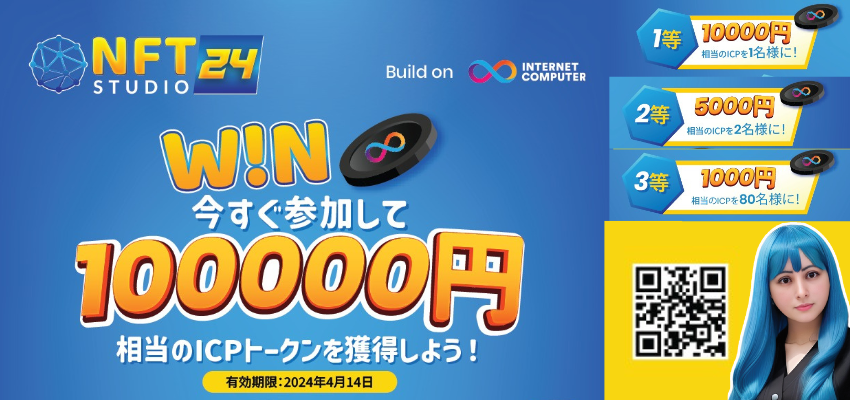 NFT
STUDIO
24
Build on
INTERNET
COMPUTER
W!N
今すぐ参加して
100000円
相当のICPトークンを獲得しよう！
有効期限：2024年4月14日
1等
10000円
相当のICPを1名様に！
2等
5000円
相当のICPを2名様に！
3等
1000円
相当のICPを80名様に！